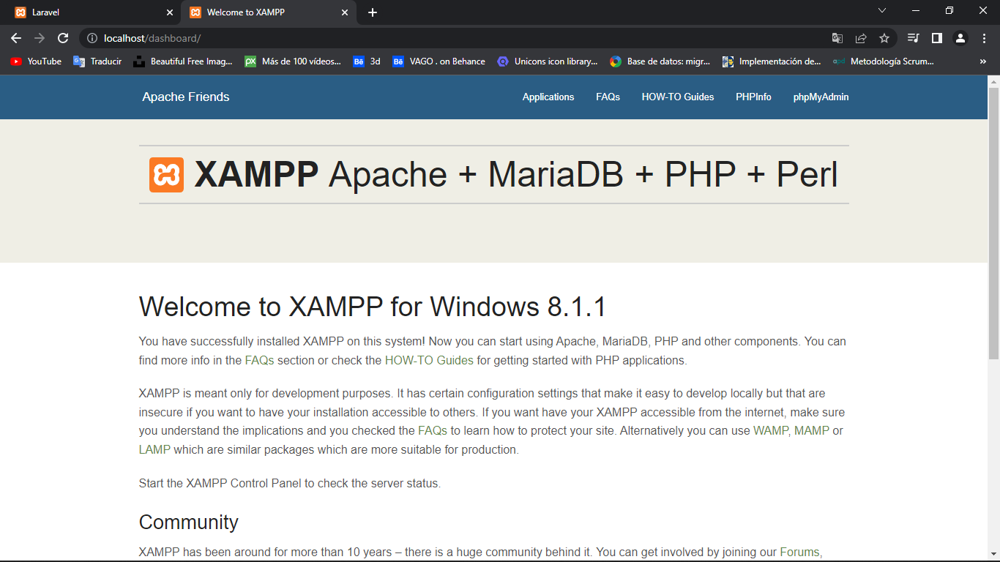 Laravel
Welcome to XAMPP
localhost/dashboard/
YouTube
Traducir
Beautiful Free Imag...
Más de 100 vídeos...
3d
VAGO . on Behance
Unicons icon library...
Base de datos: migr...
Implementación de...
apd Metodología Scrum...
Apache Friends
Applications
FAQs
HOW-TO Guides
PHPInfo
phpMyAdmin
XAMPP Apache + MariaDB + PHP + Perl
Welcome to XAMPP for Windows 8.1.1
You have successfully installed XAMPP on this system! Now you can start using Apache, MariaDB, PHP and other components. You can
find more info in the FAQs section or check the HOW-TO Guides for getting started with PHP applications.
XAMPP is meant only for development purposes. It has certain configuration settings that make it easy to develop locally but that are
insecure if you want to have your installation accessible to others. If you want have your XAMPP accessible from the internet, make sure
you understand the implications and you checked the FAQs to learn how to protect your site. Alternatively you can use WAMP, MAMP or
LAMP which are similar packages which are more suitable for production.
Start the XAMPP Control Panel to check the server status.
Community
XAMPP has been around for more than 10 years – there is a huge community behind it. You can get involved by joining our Forums,